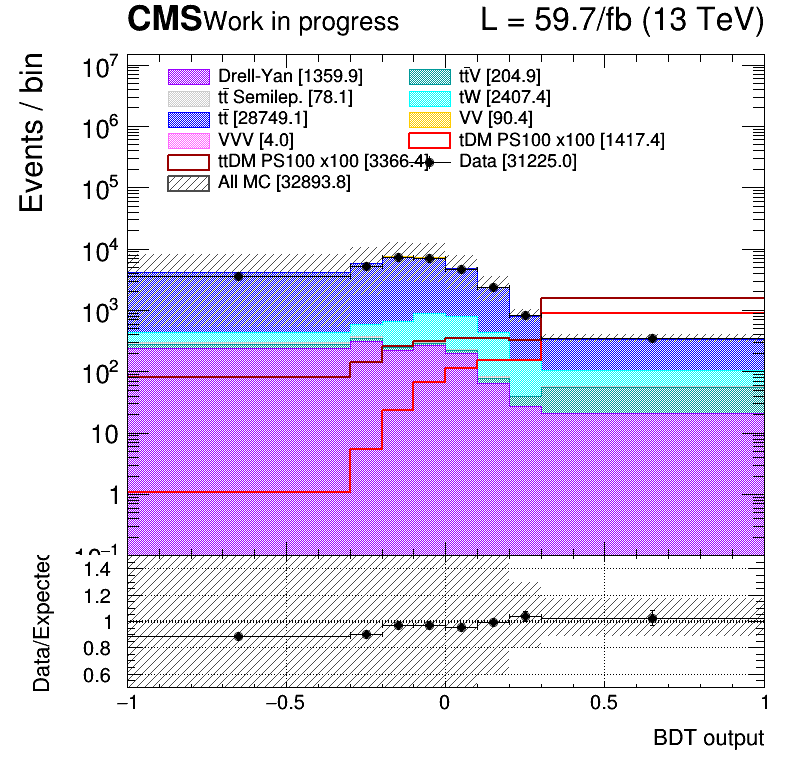 CMS Work in progress L = 59.7/fb (13 TeV)
Events / bin
Drell-Yan [1359.9] tt̄V [204.9]
tt̄ Semilep. [78.1] tW [2407.4]
tt̄ [28749.1] VV [90.4]
VVV [4.0] tDM PS100 x100 [1417.4]
ttDM PS100 x100 [3366.4] Data [31225.0]
All MC [32893.8]
10⁷
10⁶
10⁵
10⁴
10³
10²
10
1
10⁻¹
Data/Expected
1.4
1.2
1
0.8
0.6
−1 −0.5 0 0.5 1
BDT output